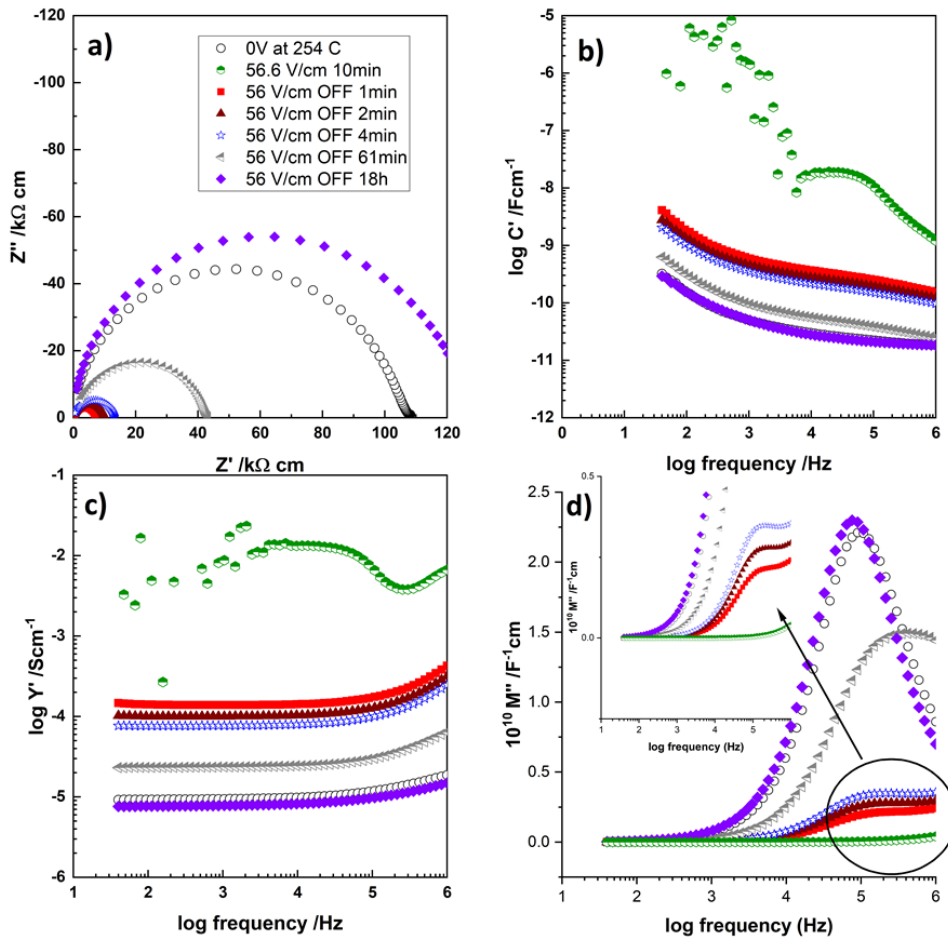 a)
-120
-100
-80
-60
-40
-20
0
Z'' /kΩ cm
0V at 254 C
56.6 V/cm 10min
56 V/cm OFF 1min
56 V/cm OFF 2min
56 V/cm OFF 4min
56 V/cm OFF 61min
56 V/cm OFF 18h
0 20 40 60 80 100 120
Z' /kΩ cm
b)
-5
-6
-7
-8
-9
-10
-11
-12
log C' /Fcm-1
0 1 2 3 4 5 6
log frequency /Hz
c)
-1
-2
-3
-4
-5
-6
log Y' /Scm-1
1 2 3 4 5 6
log frequency /Hz
d)
2.5
2.0
1.5
1.0
0.5
0.0
10^10 M'' /F-1cm
1 2 3 4 5 6
log frequency (Hz)
0.5
0.0
10^10 M'' /F-1cm
1 2 3 4 5 6
log frequency (Hz)